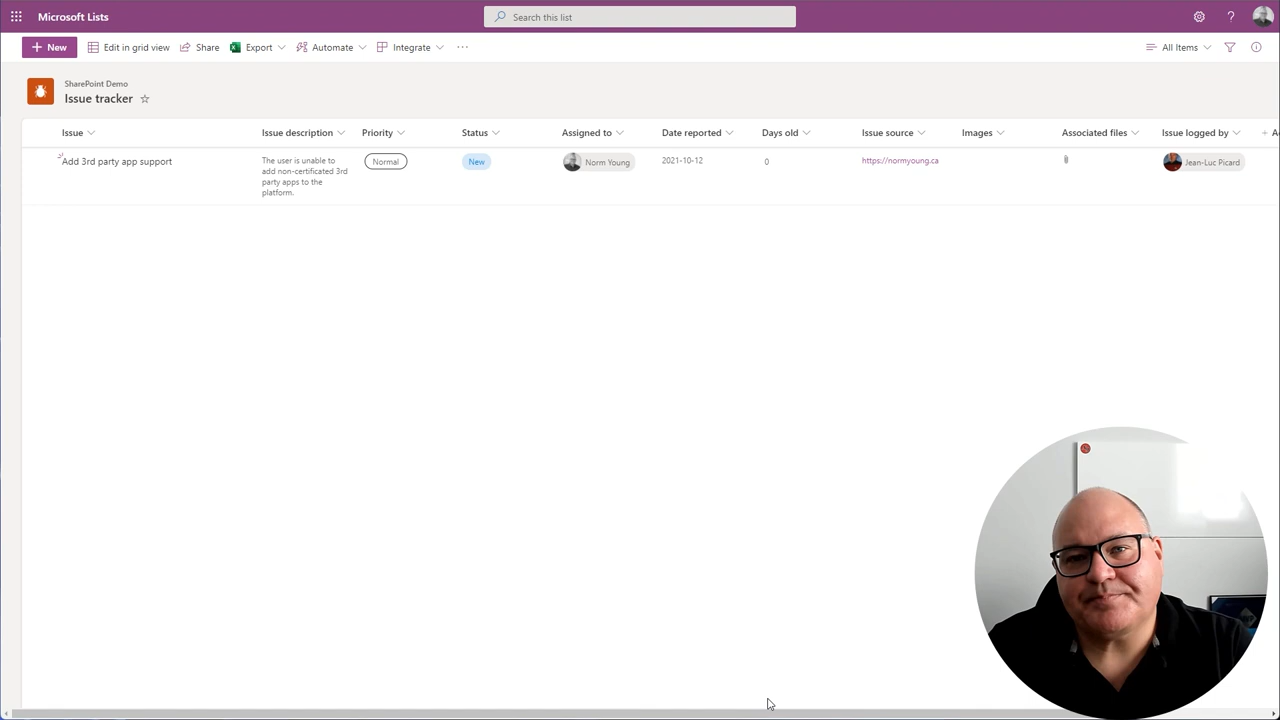 Microsoft Lists
Search this list
?
+ New
Edit in grid view
Share
Export
Automate
Integrate
···
All Items
SharePoint Demo
Issue tracker
Issue
Issue description
Priority
Status
Assigned to
Date reported
Days old
Issue source
Images
Associated files
Issue logged by
+ A
Add 3rd party app support
The user is unable to
add non-certificated 3rd
party apps to the
platform.
Normal
New
Norm Young
2021-10-12
0
https://normyoung.ca
Jean-Luc Picard